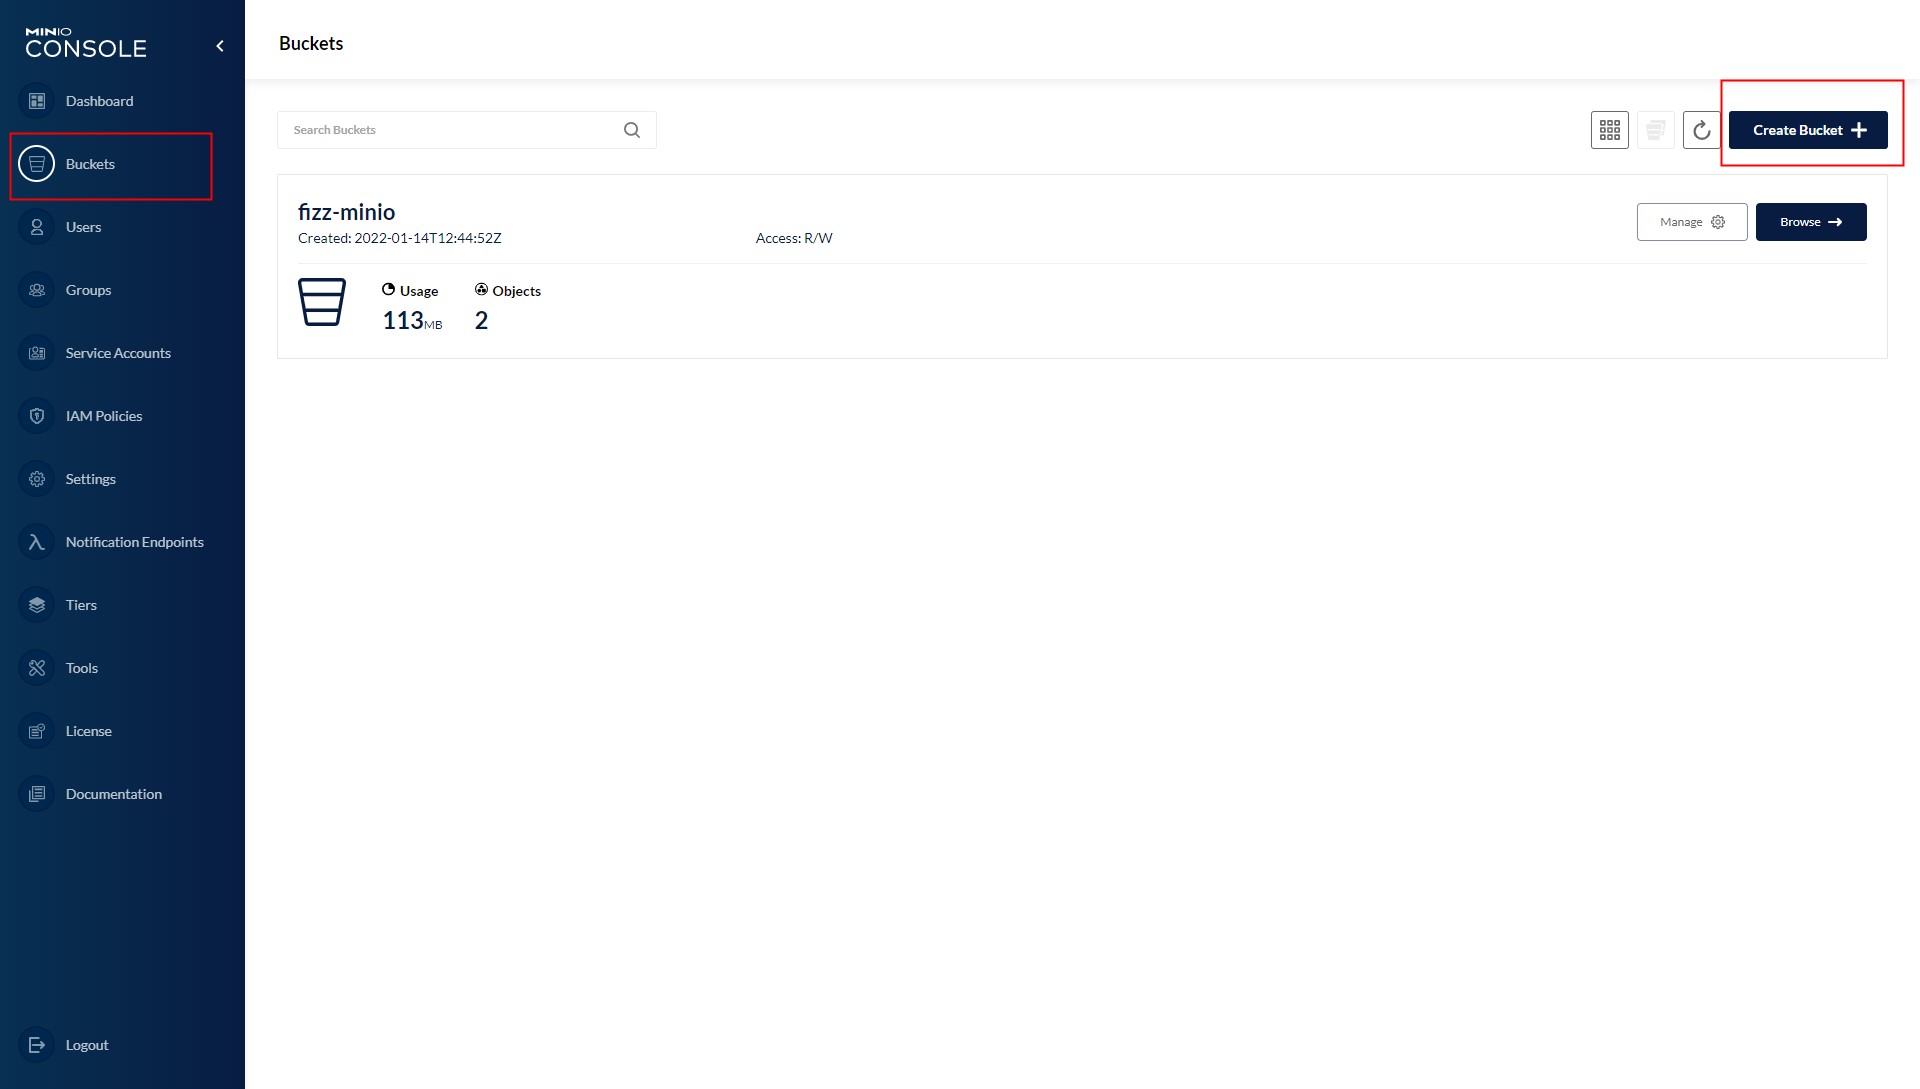 MINIO
CONSOLE
Dashboard
Buckets
Users
Groups
Service Accounts
IAM Policies
Settings
Notification Endpoints
Tiers
Tools
License
Documentation
Logout
Buckets
Search Buckets
Create Bucket
fizz-minio
Created: 2022-01-14T12:44:52Z Access: R/W
Manage Browse
Usage Objects
113MB 2